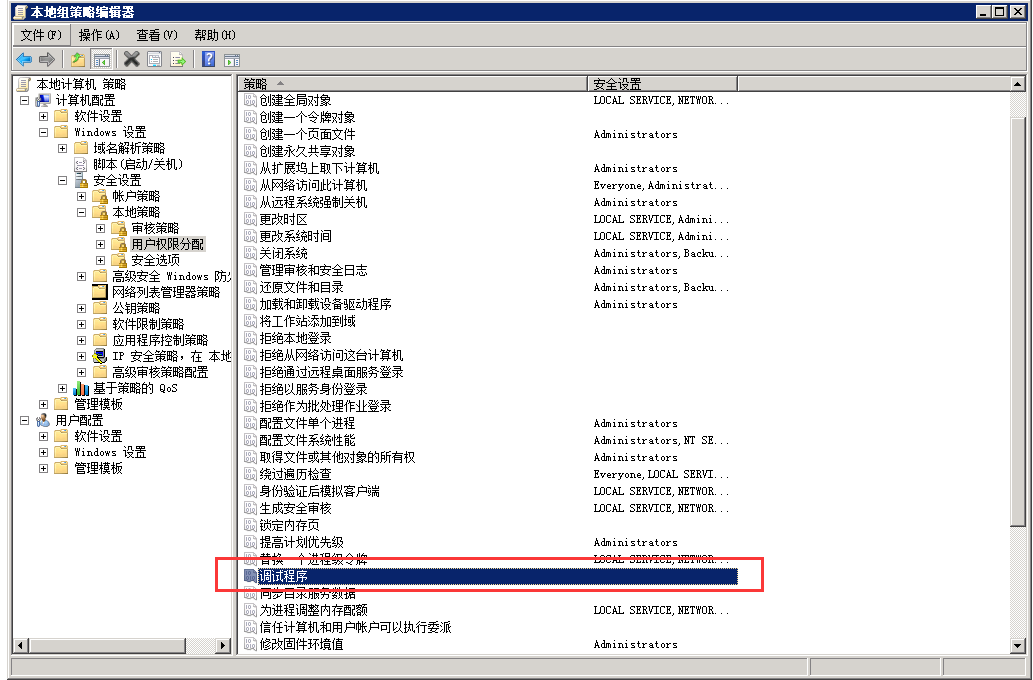 本地组策略编辑器
文件(F) 操作(A) 查看(V) 帮助(H)
本地计算机 策略
计算机配置
软件设置
Windows 设置
域名解析策略
脚本(启动/关机)
安全设置
帐户策略
本地策略
审核策略
用户权限分配
安全选项
高级安全 Windows 防火
网络列表管理器策略
公钥策略
软件限制策略
应用程序控制策略
IP 安全策略，在 本地
高级审核策略配置
基于策略的 QoS
管理模板
用户配置
软件设置
Windows 设置
管理模板
策略 安全设置
创建全局对象 LOCAL SERVICE,NETWOR...
创建一个令牌对象
创建一个页面文件 Administrators
创建永久共享对象
从扩展坞上取下计算机 Administrators
从网络访问此计算机 Everyone,Administrat...
从远程系统强制关机 Administrators
更改时区 LOCAL SERVICE,Admini...
更改系统时间 LOCAL SERVICE,Admini...
关闭系统 Administrators,Backu...
管理审核和安全日志 Administrators
还原文件和目录 Administrators,Backu...
加载和卸载设备驱动程序 Administrators
将工作站添加到域
拒绝本地登录
拒绝从网络访问这台计算机
拒绝通过远程桌面服务登录
拒绝以服务身份登录
拒绝作为批处理作业登录
配置文件单个进程 Administrators
配置文件系统性能 Administrators,NT SE...
取得文件或其他对象的所有权 Administrators
绕过遍历检查 Everyone,LOCAL SERVI...
身份验证后模拟客户端 LOCAL SERVICE,NETWOR...
生成安全审核 LOCAL SERVICE,NETWOR...
锁定内存页
提高计划优先级 Administrators
替换一个进程级令牌 LOCAL SERVICE,NETWOR...
调试程序
同步目录服务数据
为进程调整内存配额 LOCAL SERVICE,NETWOR...
信任计算机和用户帐户可以执行委派
修改固件环境值 Administrators